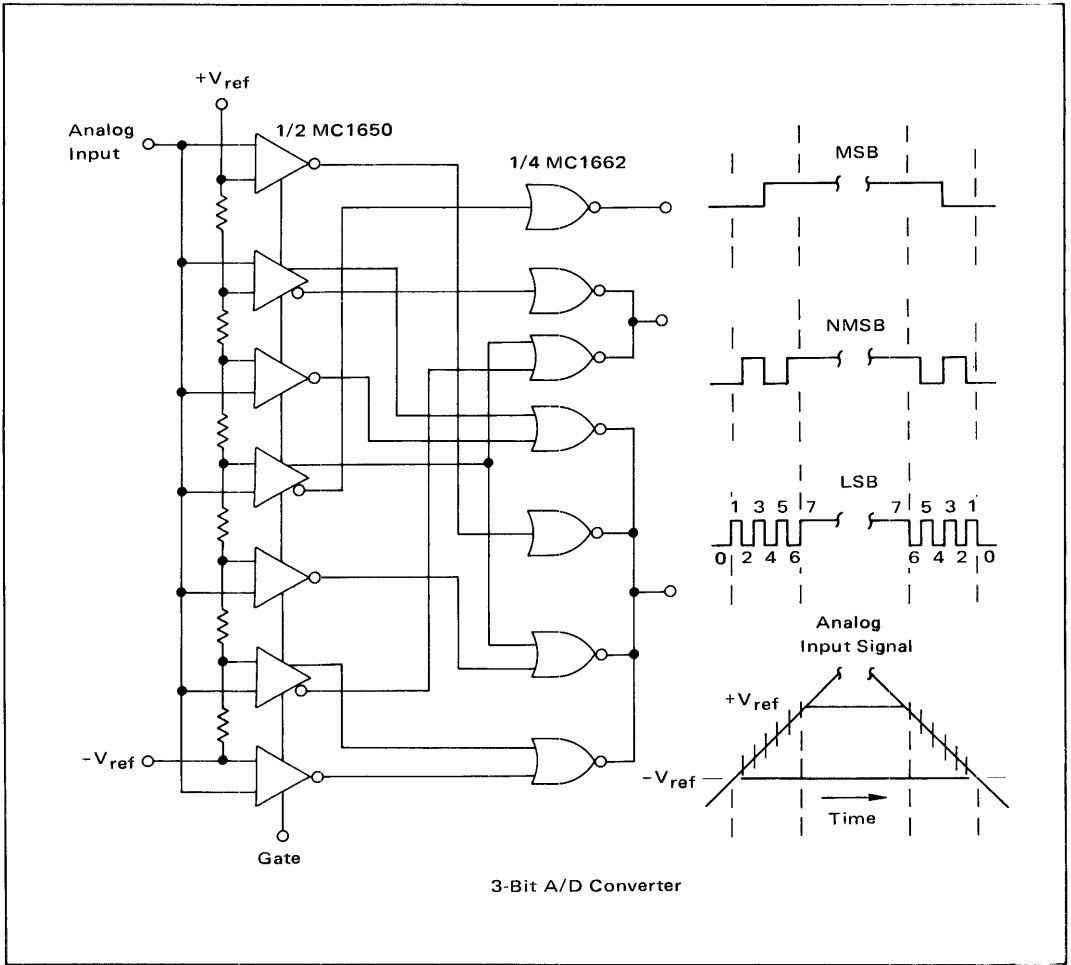 +Vref
Analog
Input
1/2 MC1650
1/4 MC1662
MSB
NMSB
LSB
1 3 5 7 7 5 3 1
0 2 4 6 6 4 2 0
Analog
Input Signal
+Vref
−Vref
−Vref
Time
Gate
3-Bit A/D Converter